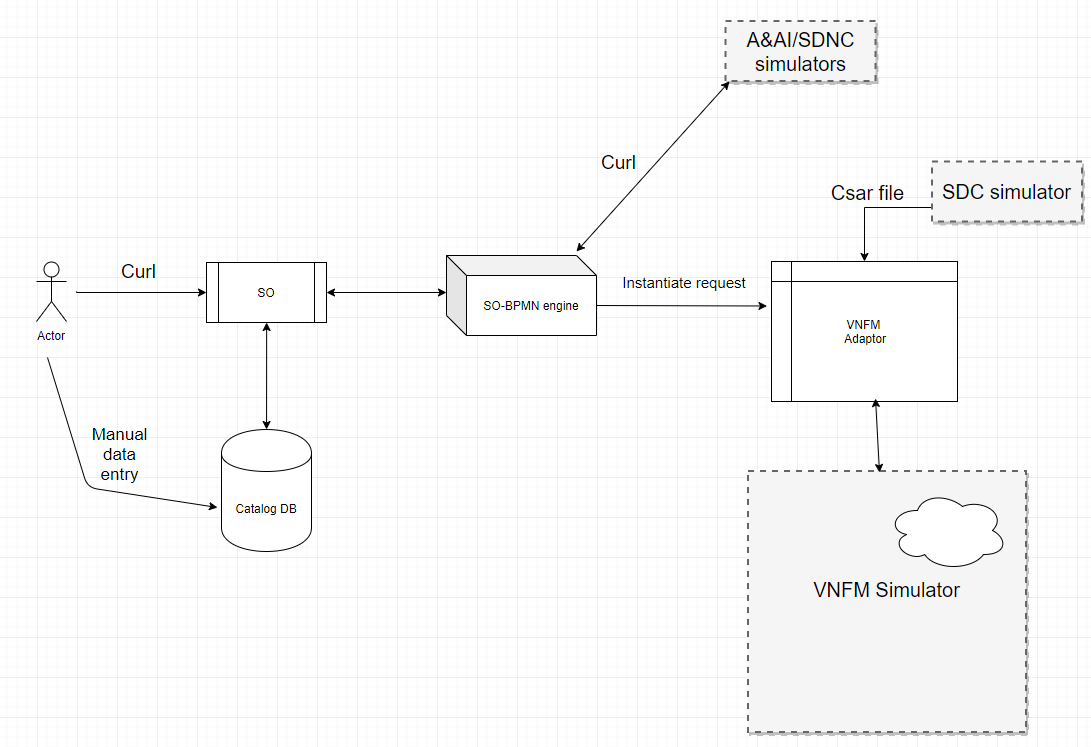 A&AI/SDNC
simulators
Curl
Csar file
SDC simulator
Curl
SO
SO-BPMN engine
Instantiate request
VNFM
Adaptor
Actor
Manual
data
entry
Catalog DB
VNFM Simulator